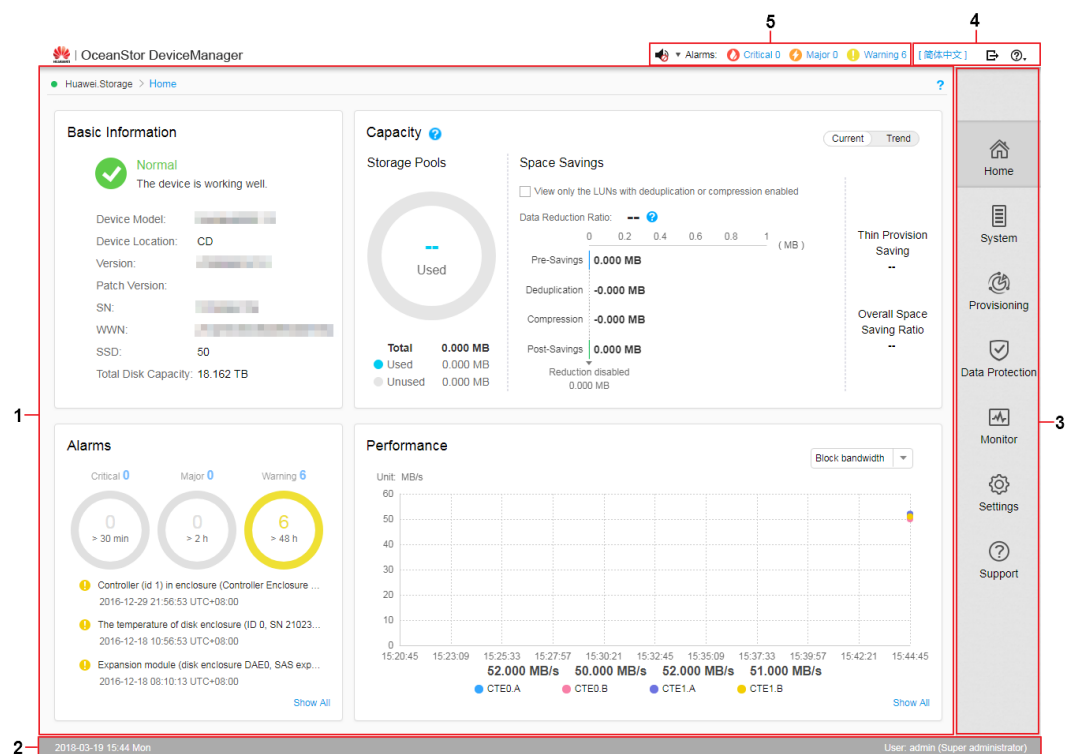 5
4
HUAWEI
OceanStor DeviceManager
Alarms: Critical 0 Major 0 Warning 6 [简体中文]
Huawei.Storage > Home
Basic Information
Normal
The device is working well.
Device Model:
Device Location: CD
Version:
Patch Version:
SN:
WWN:
SSD: 50
Total Disk Capacity: 18.162 TB
Capacity
Current Trend
Storage Pools
--
Used
Total 0.000 MB
Used 0.000 MB
Unused 0.000 MB
Space Savings
View only the LUNs with deduplication or compression enabled
Data Reduction Ratio: --
0 0.2 0.4 0.6 0.8 1
( MB )
Pre-Savings 0.000 MB
Deduplication -0.000 MB
Compression -0.000 MB
Post-Savings 0.000 MB
Reduction disabled
0.000 MB
Thin Provision
Saving
--
Overall Space
Saving Ratio
--
Home
System
Provisioning
Data Protection
Monitor
Settings
Support
1
3
Alarms
Critical 0 Major 0 Warning 6
0 0 6
> 30 min > 2 h > 48 h
Controller (id 1) in enclosure (Controller Enclosure ...
2016-12-29 21:56:53 UTC+08:00
The temperature of disk enclosure (ID 0, SN 21023...
2016-12-18 10:56:53 UTC+08:00
Expansion module (disk enclosure DAE0, SAS exp...
2016-12-18 08:10:13 UTC+08:00
Show All
Performance
Block bandwidth
Unit: MB/s
60
50
40
30
20
10
0
15:20:45 15:23:09 15:25:33 15:27:57 15:30:21 15:32:45 15:35:09 15:37:33 15:39:57 15:42:21 15:44:45
52.000 MB/s 50.000 MB/s 52.000 MB/s 51.000 MB/s
CTE0.A CTE0.B CTE1.A CTE1.B
Show All
2
2018-03-19 15:44 Mon
User: admin (Super administrator)